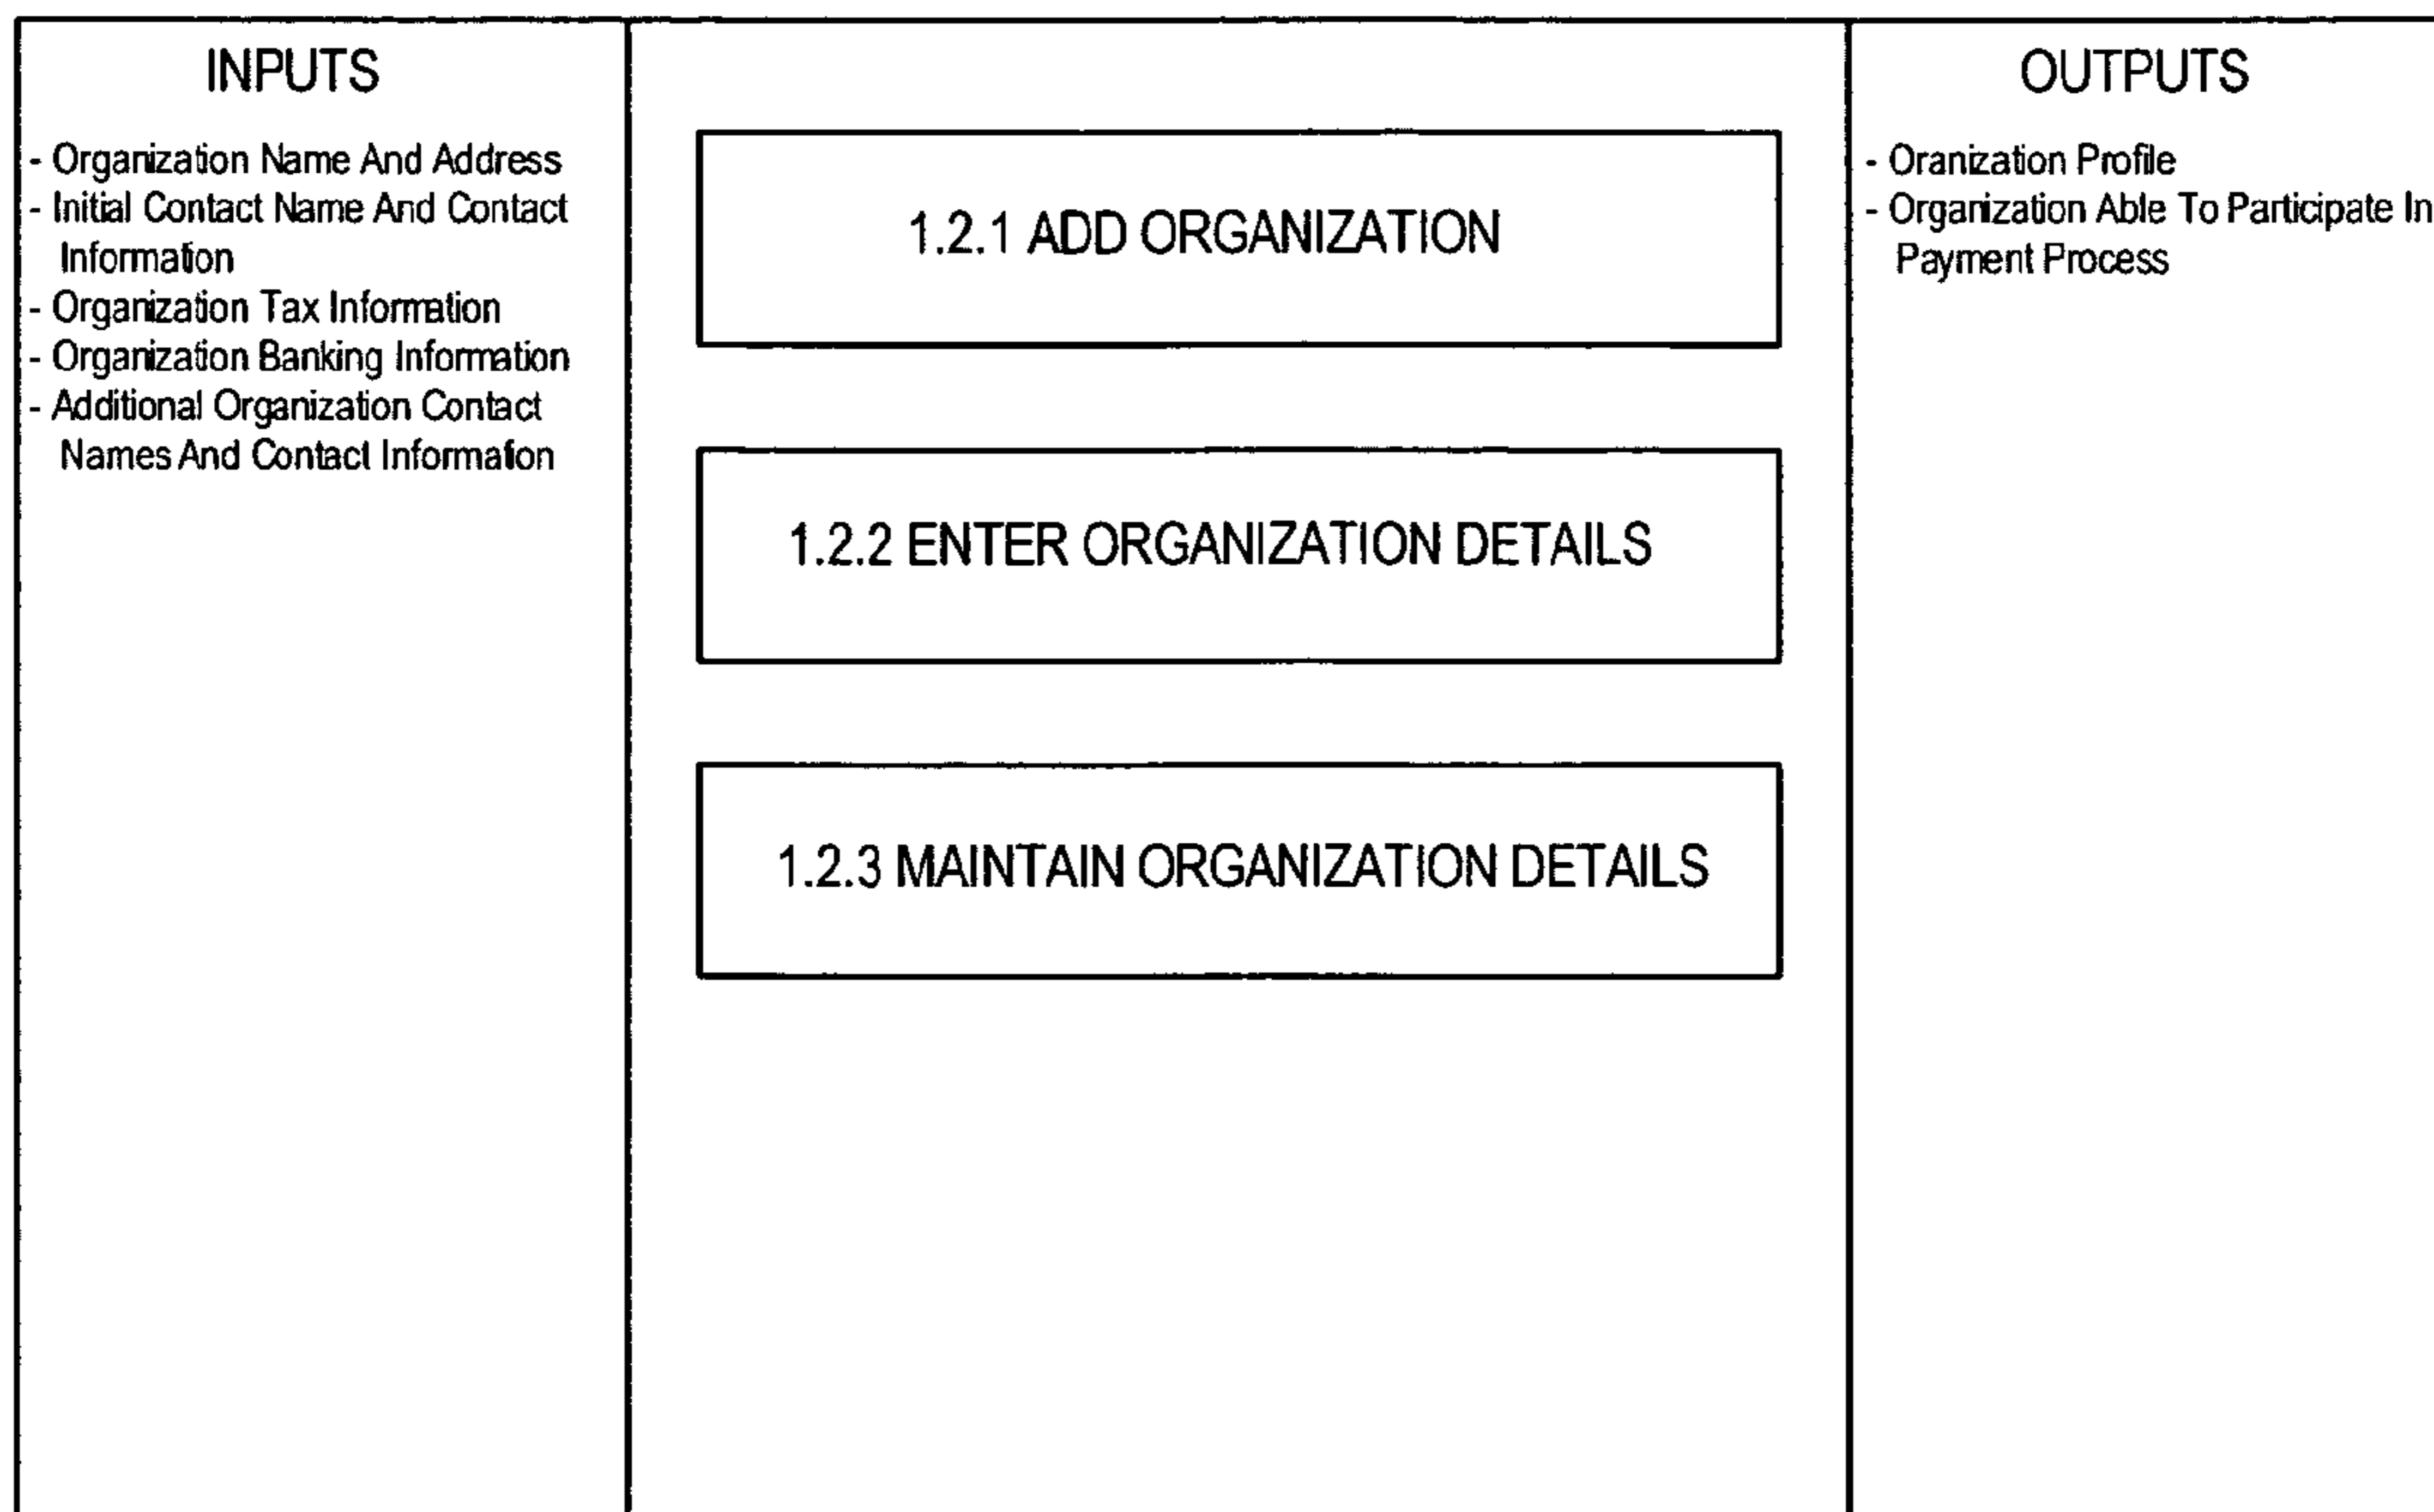 INPUTS
- Organization Name And Address
- Initial Contact Name And Contact
Information
- Organization Tax Information
- Organization Banking Information
- Additional Organization Contact
Names And Contact Information
1.2.1 ADD ORGANIZATION
1.2.2 ENTER ORGANIZATION DETAILS
1.2.3 MAINTAIN ORGANIZATION DETAILS
OUTPUTS
- Oranization Profile
- Organization Able To Participate In
Payment Process